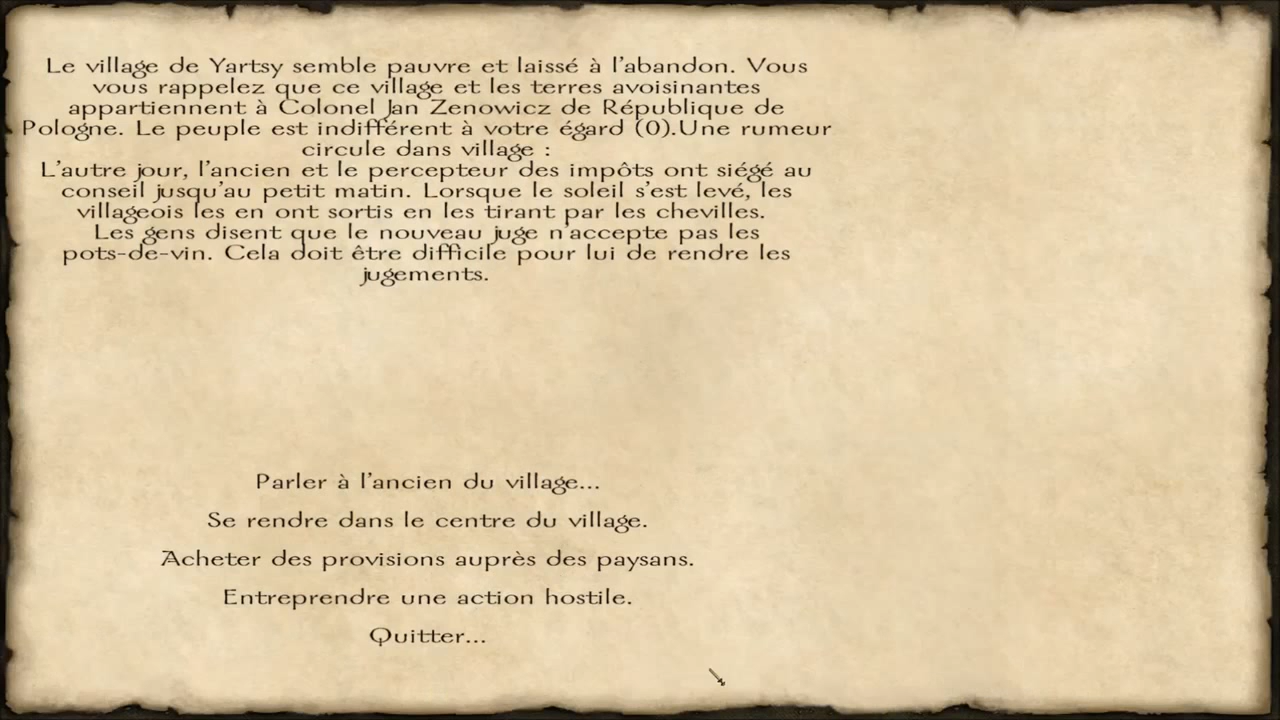 Le village de Yartsy semble pauvre et laissé à l'abandon. Vous
vous rappelez que ce village et les terres avoisinantes
appartiennent à Colonel Jan Zenowicz de République de
Pologne. Le peuple est indifférent à votre égard (0).Une rumeur
circule dans village :
L'autre jour, l'ancien et le percepteur des impôts ont siégé au
conseil jusqu'au petit matin. Lorsque le soleil s'est levé, les
villageois les en ont sortis en les tirant par les chevilles.
Les gens disent que le nouveau juge n'accepte pas les
pots-de-vin. Cela doit être difficile pour lui de rendre les
jugements.
Parler à l'ancien du village...
Se rendre dans le centre du village.
Acheter des provisions auprès des paysans.
Entreprendre une action hostile.
Quitter...